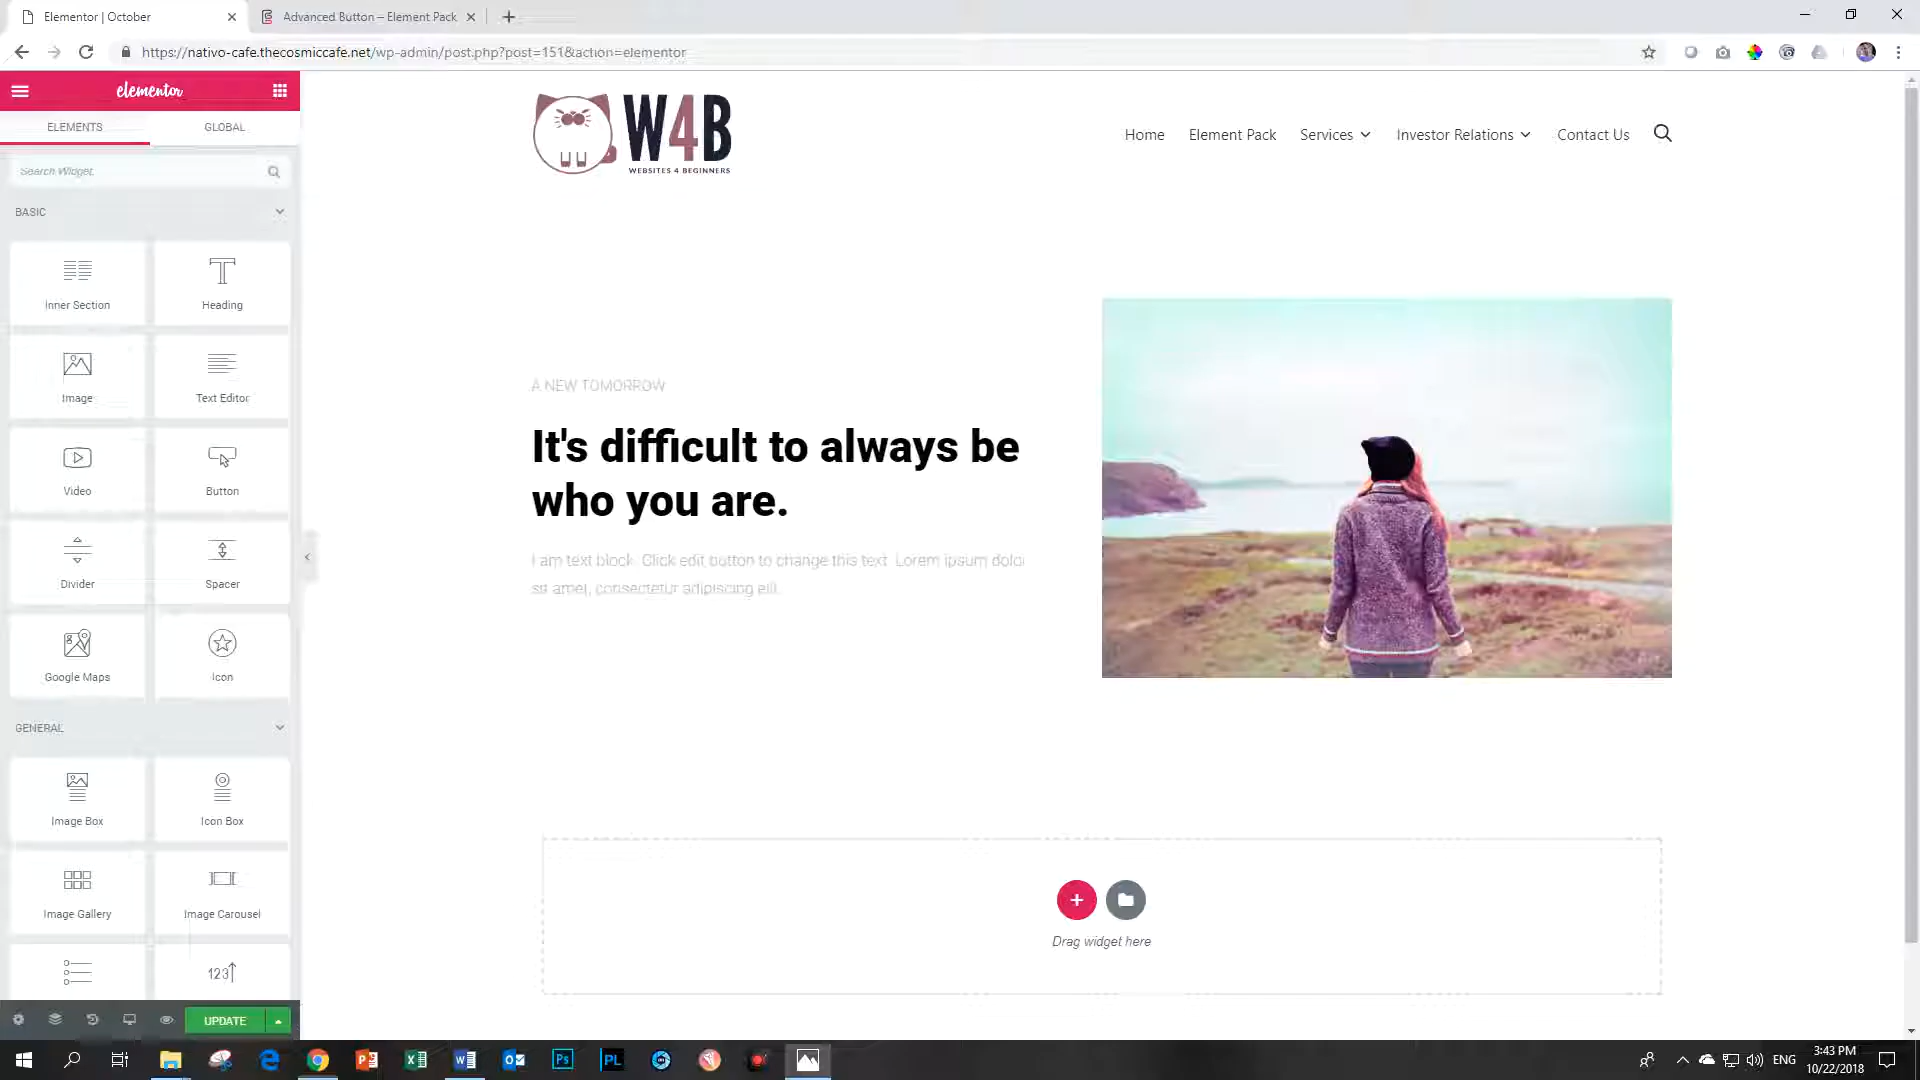 Elementor | October
Advanced Button – Element Pack
https://nativo-cafe.thecosmiccafe.net/wp-admin/post.php?post=151&action=elementor
elementor
ELEMENTS
GLOBAL
Search Widget.
BASIC
Inner Section
Heading
Image
Text Editor
Video
Button
Divider
Spacer
Google Maps
Icon
GENERAL
Image Box
Icon Box
Image Gallery
Image Carousel
123
UPDATE
W4B
WEBSITES 4 BEGINNERS
Home
Element Pack
Services
Investor Relations
Contact Us
A NEW TOMORROW
It's difficult to always be
who you are.
I am text block. Click edit button to change this text. Lorem ipsum dolor
sit amet, consectetur adipiscing elit.
Drag widget here
Ps
PL
ENG
3:43 PM
10/22/2018